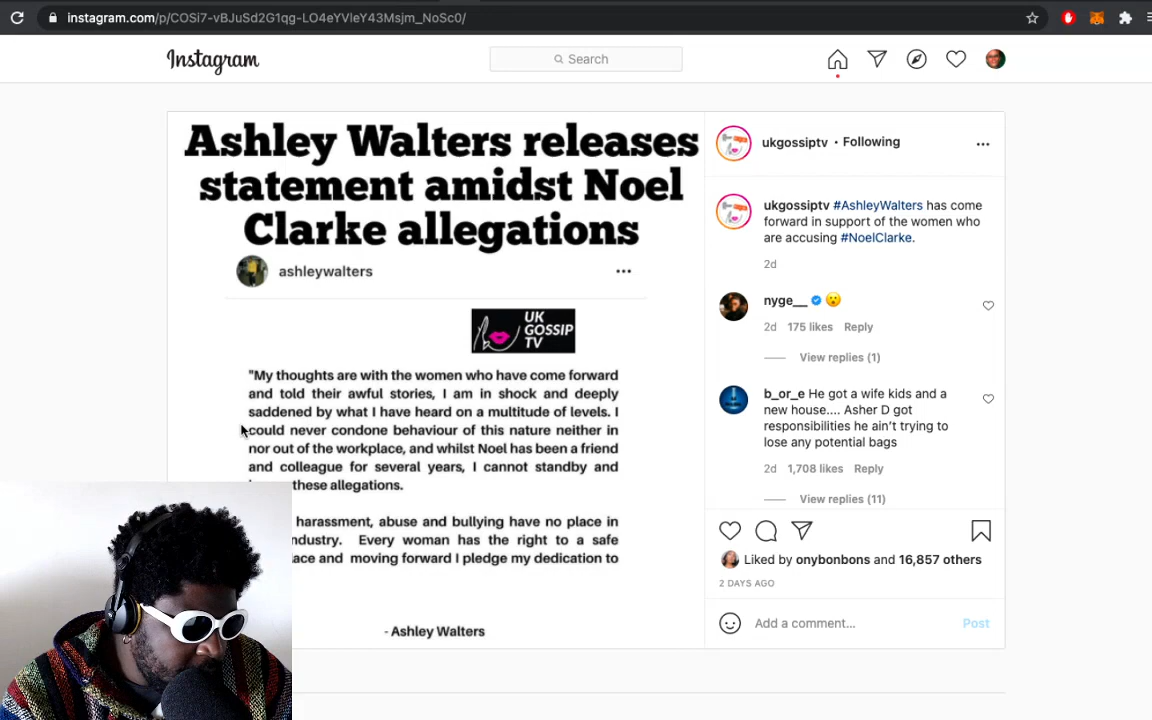 instagram.com/p/COSi7-vBJuSd2G1qg-LO4eYVleY43Msjm_NoSc0/
Instagram
Search
Ashley Walters releases
statement amidst Noel
Clarke allegations
ashleywalters
UK
GOSSIP
TV
"My thoughts are with the women who have come forward
and told their awful stories, I am in shock and deeply
saddened by what I have heard on a multitude of levels. I
could never condone behaviour of this nature neither in
nor out of the workplace, and whilst Noel has been a friend
and colleague for several years, I cannot standby and
these allegations.
harassment, abuse and bullying have no place in
industry. Every woman has the right to a safe
and moving forward I pledge my dedication to
- Ashley Walters
ukgossiptv • Following
ukgossiptv #AshleyWalters has come
forward in support of the women who
are accusing #NoelClarke.
2d
nyge__ 😮
2d 175 likes Reply
View replies (1)
b_or_e He got a wife kids and a
new house.... Asher D got
responsibilities he ain't trying to
lose any potential bags
2d 1,708 likes Reply
View replies (11)
Liked by onybonbons and 16,857 others
2 DAYS AGO
Add a comment... Post